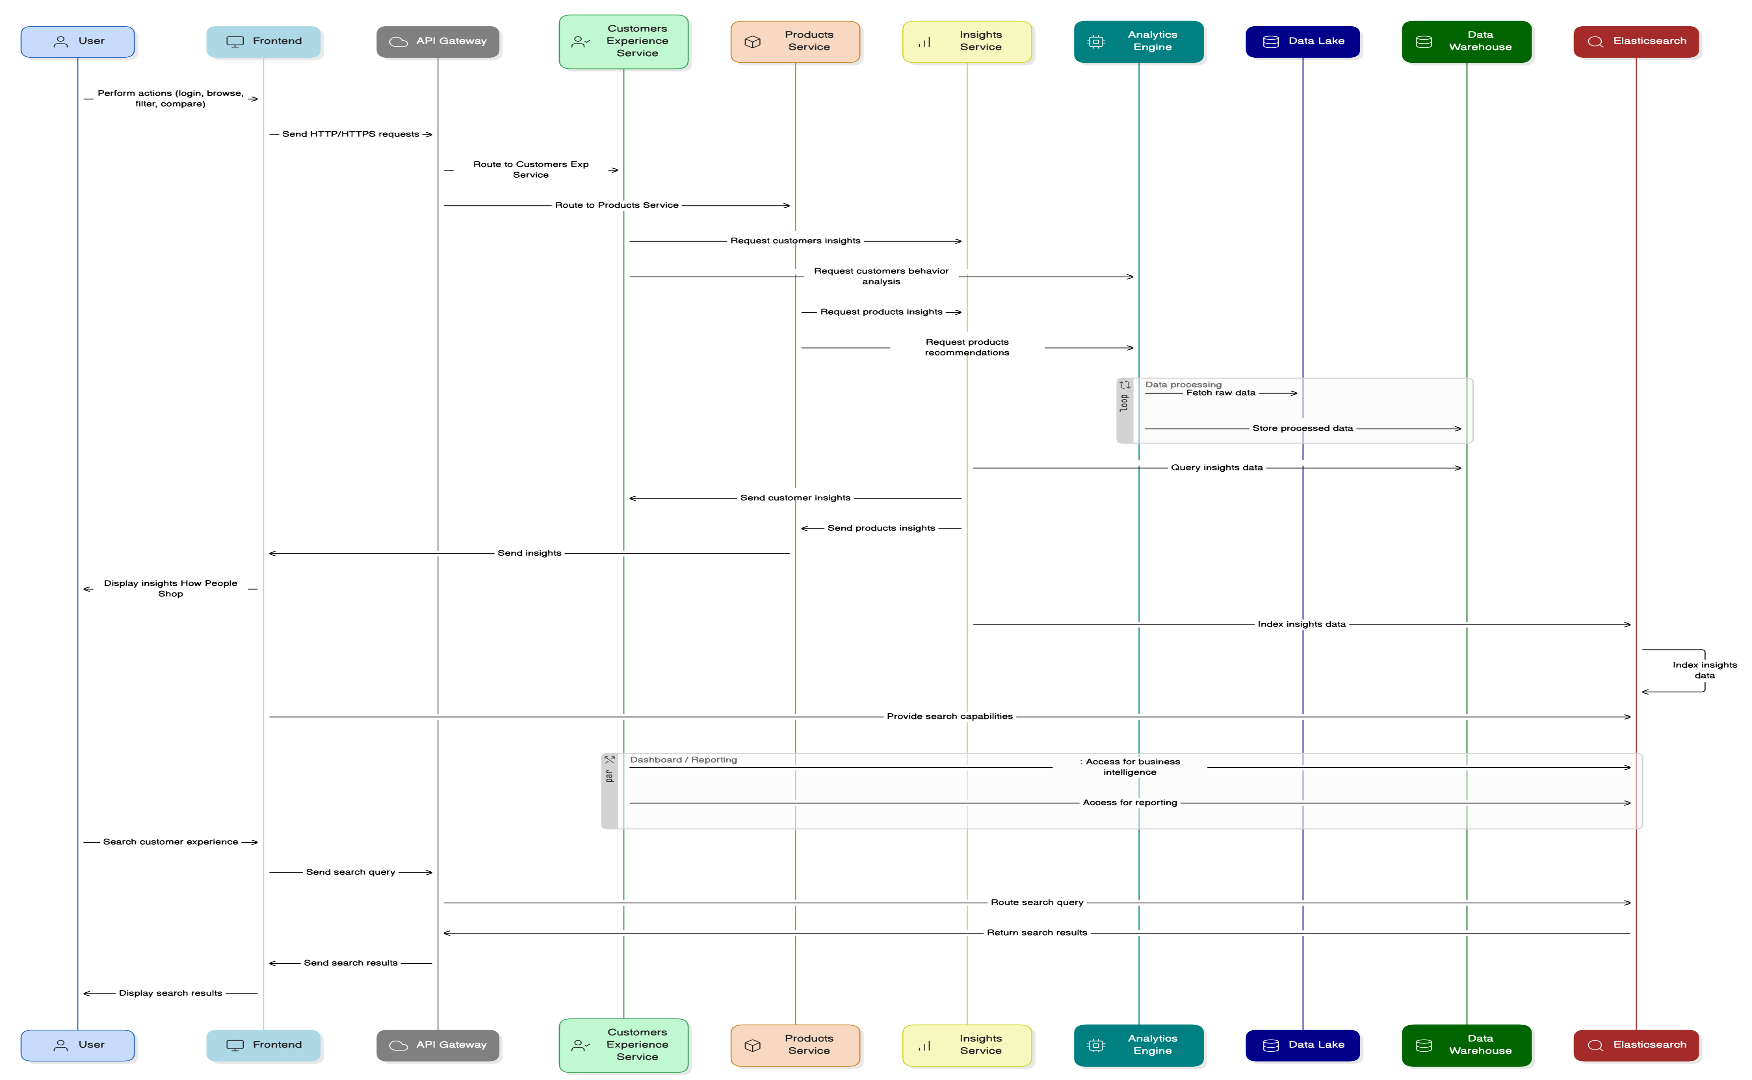 User
Frontend
API Gateway
Customers
Experience
Service
Products
Service
Insights
Service
Analytics
Engine
Data Lake
Data
Warehouse
Elasticsearch
Perform actions (login, browse,
filter, compare)
Send HTTP/HTTPS requests
Route to Customers Exp
Service
Route to Products Service
Request customers insights
Request customers behavior
analysis
Request products insights
Request products
recommendations
loop
Data processing
Fetch raw data
Store processed data
Query insights data
Send customer insights
Send products insights
Send insights
Display insights How People
Shop
Index insights data
Index insights
data
Provide search capabilities
par
Dashboard / Reporting
: Access for business
intelligence
Access for reporting
Search customer experience
Send search query
Route search query
Return search results
Send search results
Display search results
User
Frontend
API Gateway
Customers
Experience
Service
Products
Service
Insights
Service
Analytics
Engine
Data Lake
Data
Warehouse
Elasticsearch